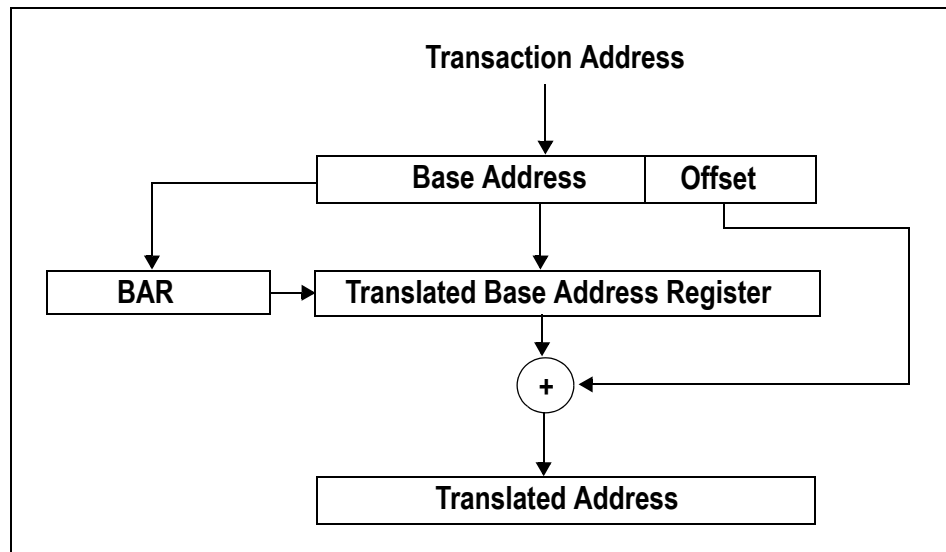 Transaction Address
Base Address Offset
BAR Translated Base Address Register
+
Translated Address